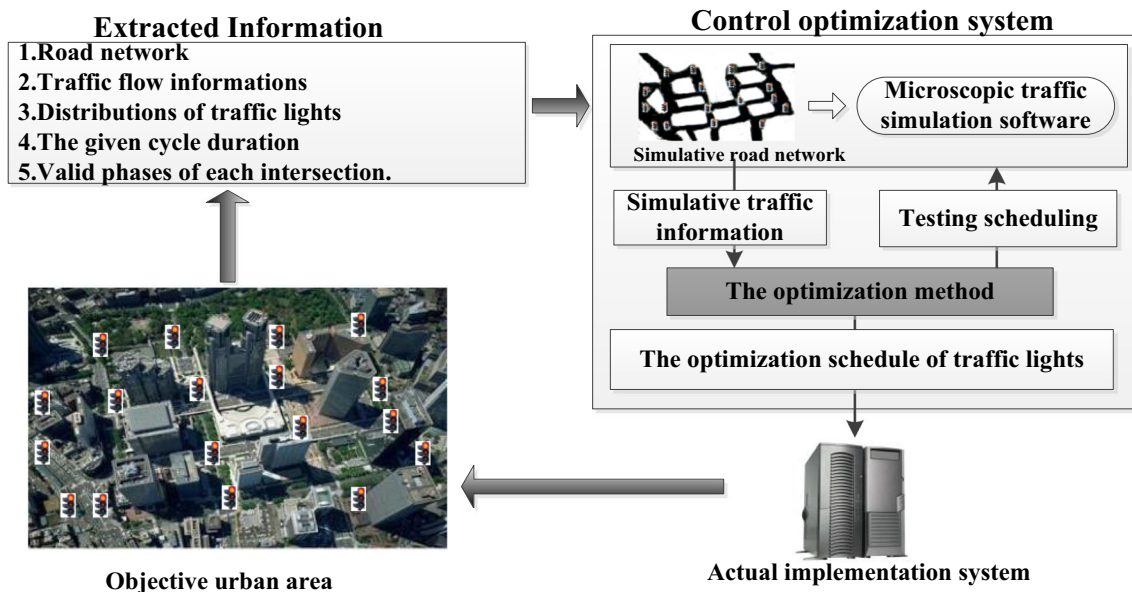 Extracted Information
1.Road network
2.Traffic flow informations
3.Distributions of traffic lights
4.The given cycle duration
5.Valid phases of each intersection.
Control optimization system
Simulative road network
Microscopic traffic
simulation software
Simulative traffic
information
Testing scheduling
The optimization method
The optimization schedule of traffic lights
Objective urban area
Actual implementation system